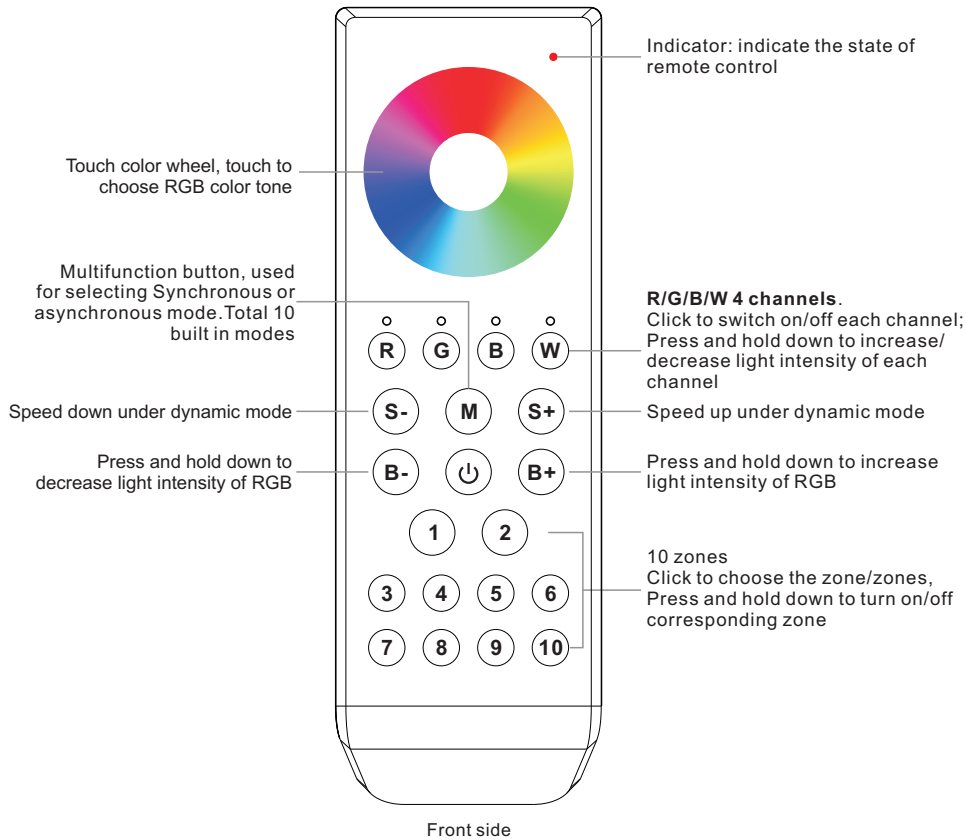 Indicator: indicate the state of
remote control
Touch color wheel, touch to
choose RGB color tone
Multifunction button, used
for selecting Synchronous or
asynchronous mode.Total 10
built in modes
R/G/B/W 4 channels.
Click to switch on/off each channel;
Press and hold down to increase/
decrease light intensity of each
channel
R G B W
Speed down under dynamic mode
S- M S+
Speed up under dynamic mode
Press and hold down to
decrease light intensity of RGB
B- B+
Press and hold down to increase
light intensity of RGB
1 2
10 zones
Click to choose the zone/zones,
Press and hold down to turn on/off
corresponding zone
3 4 5 6
7 8 9 10
Front side